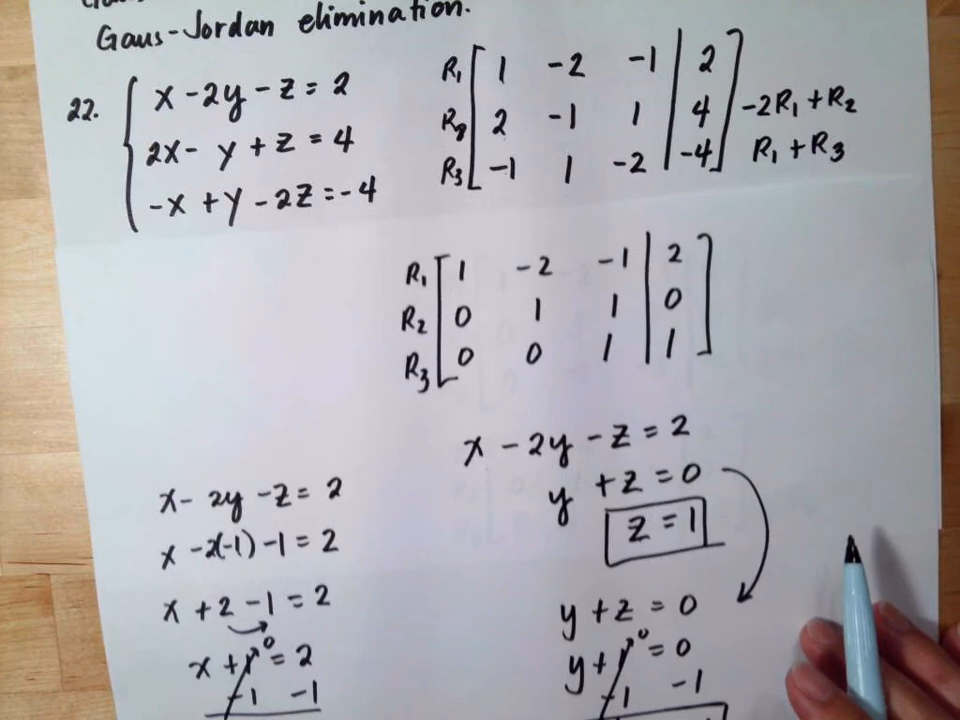 Gaus-Jordan elimination.
22. x - 2y - z = 2
2x - y + z = 4
-x + y - 2z = -4
R1 [ 1 -2 -1 | 2 ]
R2 [ 2 -1 1 | 4 ] -2R1 + R2
R3 [ -1 1 -2 | -4 ] R1 + R3
R1 [ 1 -2 -1 | 2 ]
R2 [ 0 1 1 | 0 ]
R3 [ 0 0 1 | 1 ]
x - 2y - z = 2
y + z = 0
z = 1
y + z = 0
y + 1 0 = 0
-1 -1
x - 2y - z = 2
x - 2(-1) - 1 = 2
x + 2 - 1 = 2
x + 1 0 = 2
-1 -1